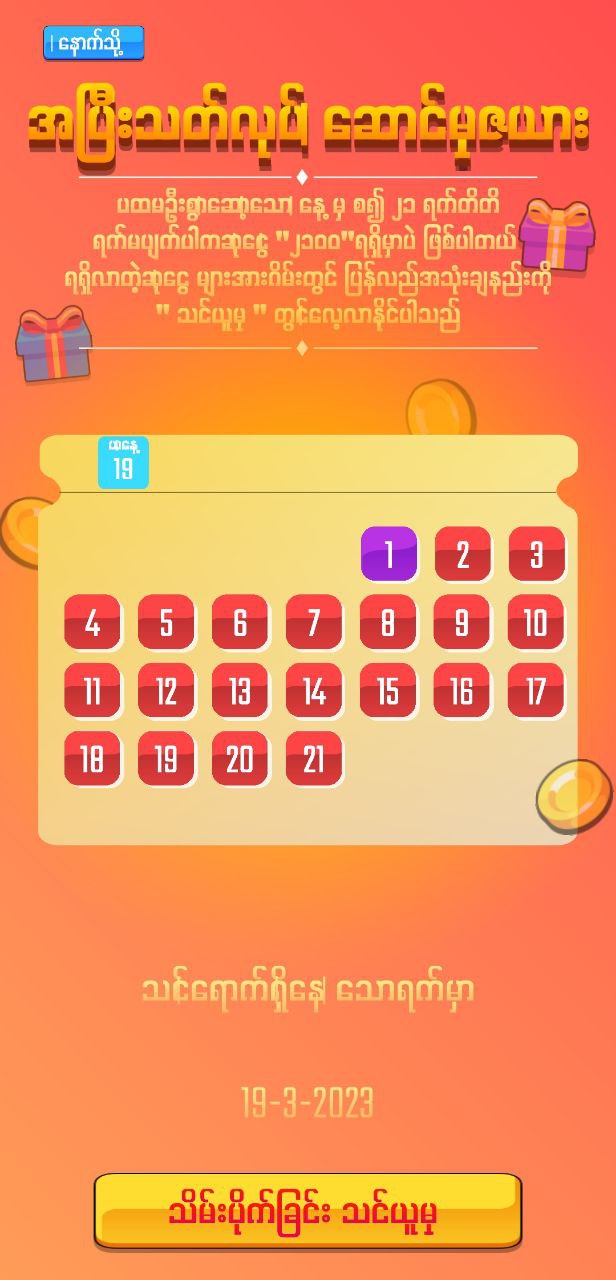 | နောက်သို့
အပြီးသတ်လုပ် ဆောင်မှုဇယား
ပထမဦးစွာဆော့သော နေ့ မှ စ၍ ၂၁ ရက်တိတိ
ရက်မပျက်ပါကဆုငွေ "၂၁၀၀"ရရှိမှာပဲ ဖြစ်ပါတယ်
ရရှိလာတဲ့ဆုငွေ များအားဂိမ်းတွင် ပြန်လည်အသုံးချနည်းကို
" သင်ယူမှု " တွင်လေ့လာနိုင်ပါသည်
ယနေ့
19
1 2 3
4 5 6 7 8 9 10
11 12 13 14 15 16 17
18 19 20 21
သင်ရောက်ရှိနေ သောရက်မှာ
19-3-2023
သိမ်းပိုက်ခြင်း သင်ယူမှု